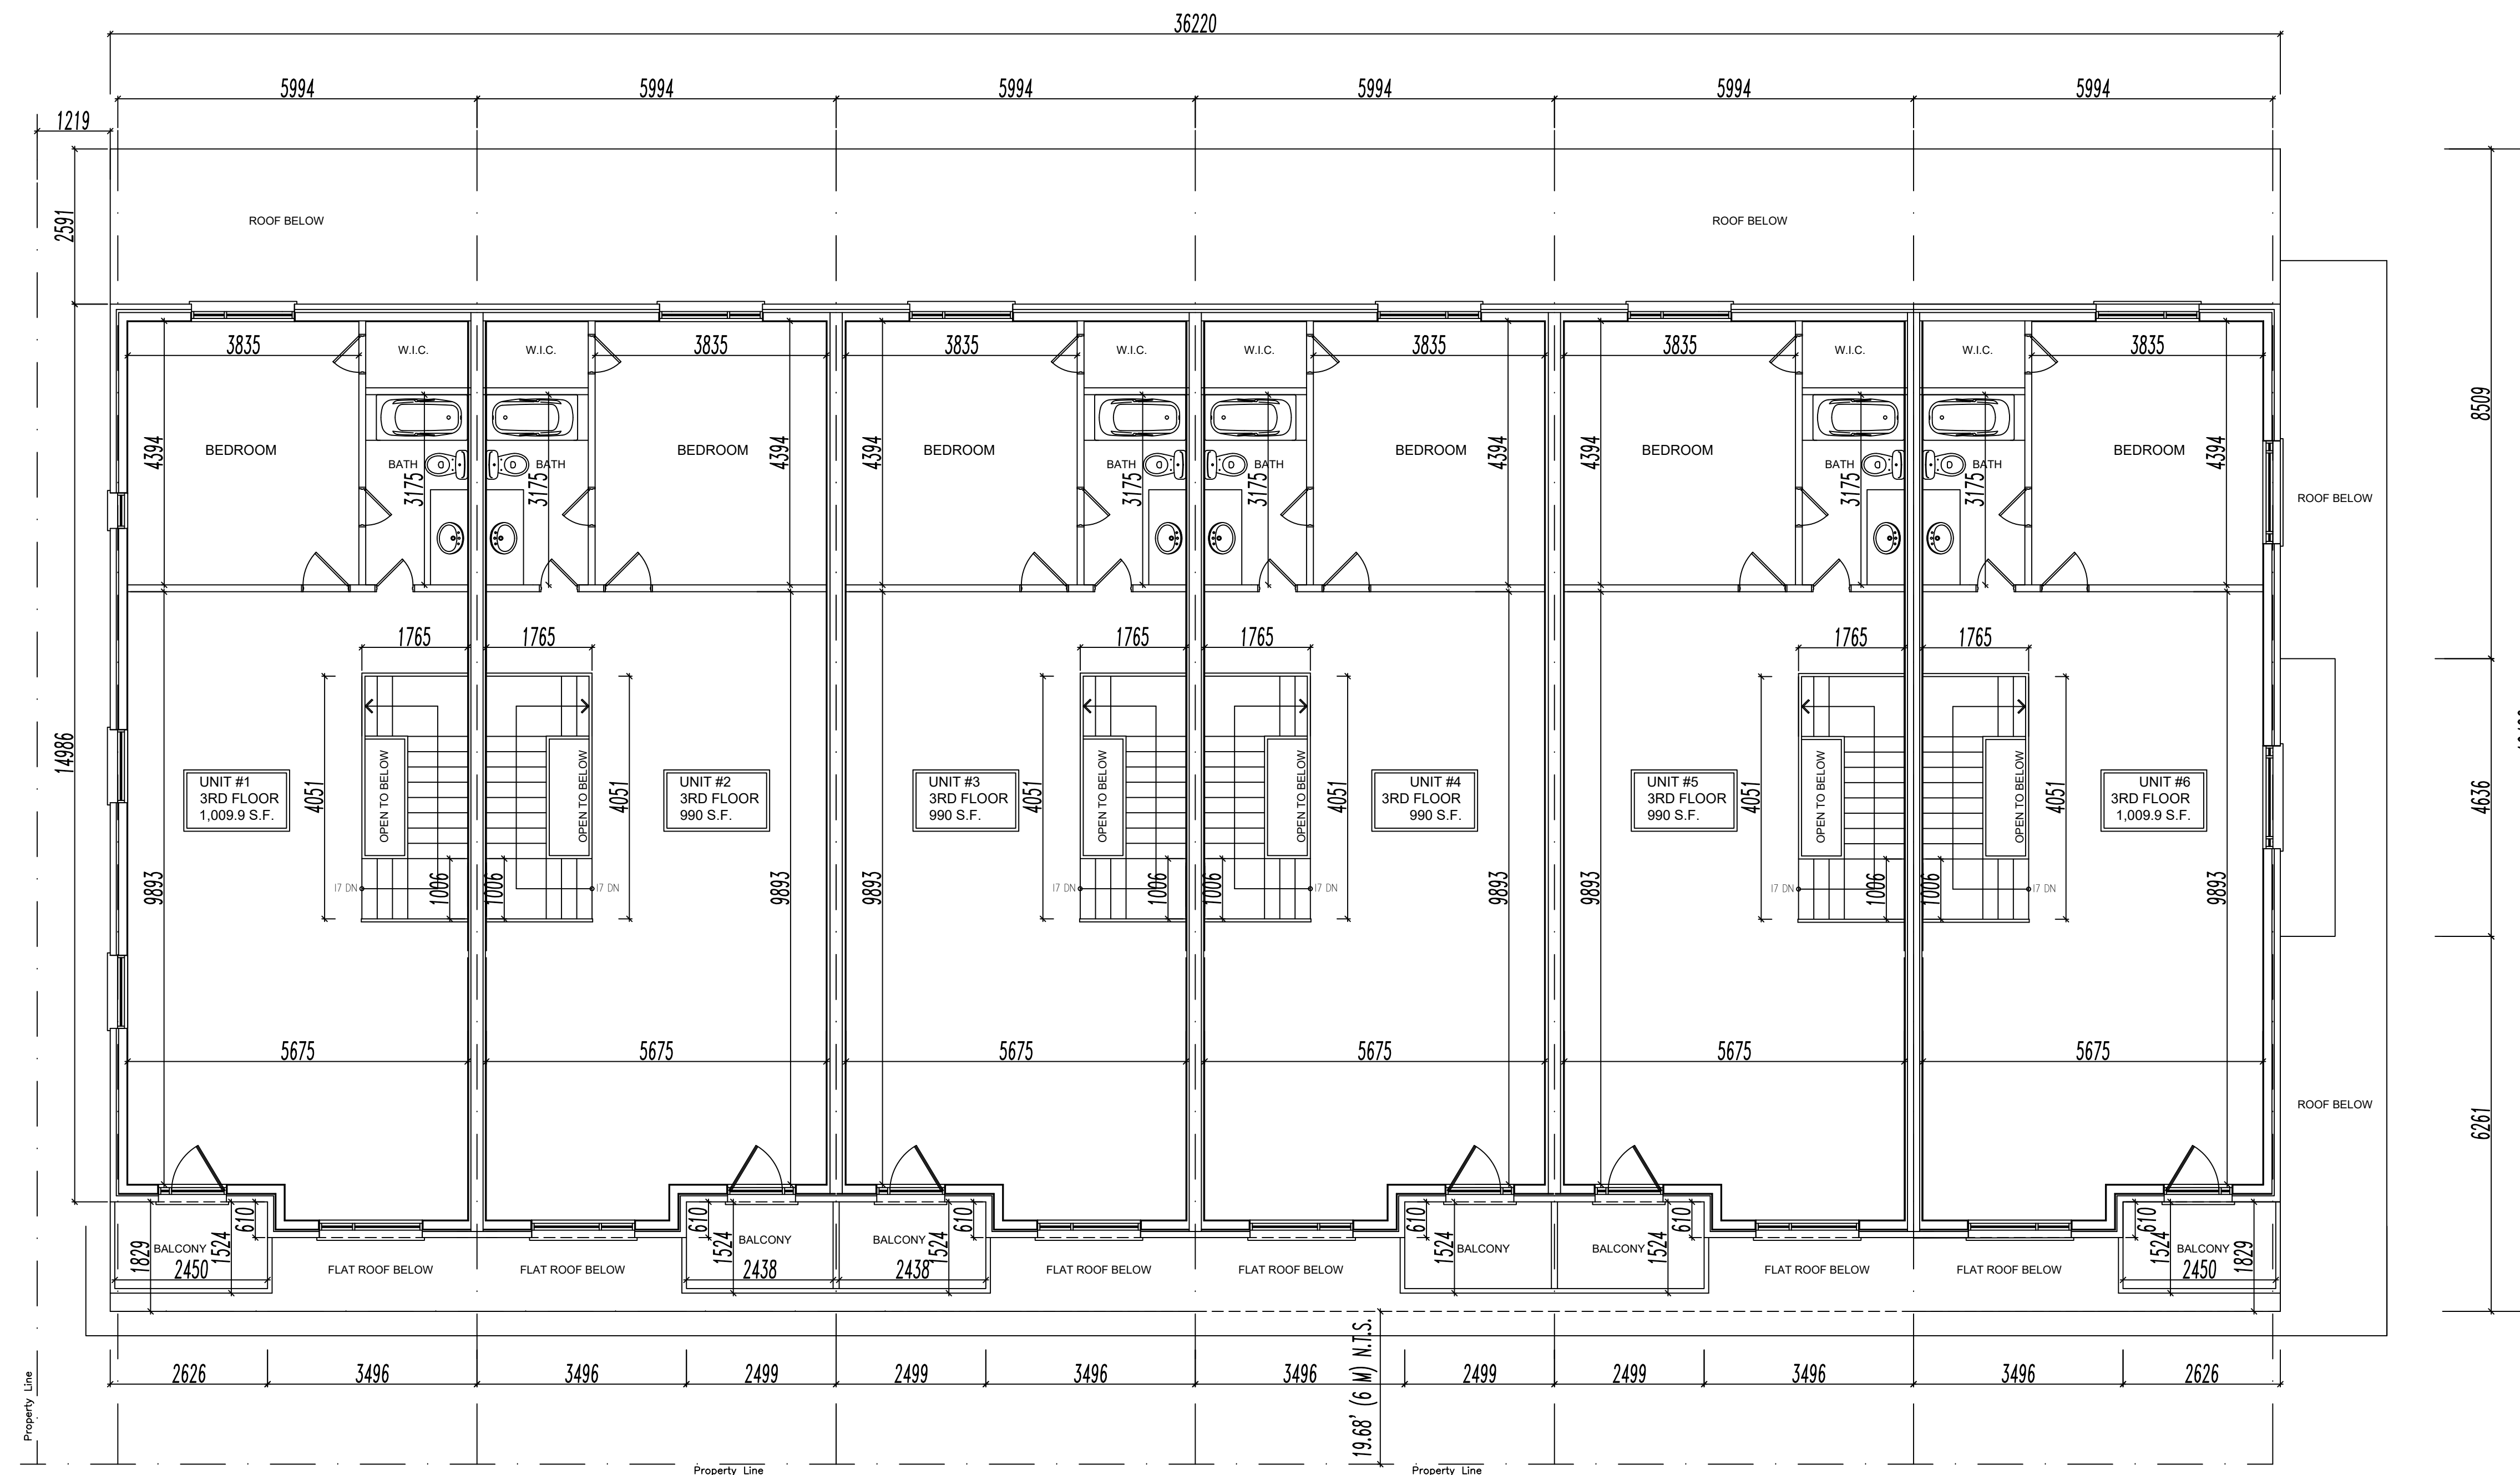 36220
5994 5994 5994 5994 5994 5994
1219
2591
ROOF BELOW ROOF BELOW
3835 W.I.C. W.I.C. 3835 3835 W.I.C. W.I.C. 3835 3835 W.I.C. W.I.C. 3835
8509
4394 BEDROOM BATH 3175 3175 BATH BEDROOM 4394 4394 BEDROOM BATH 3175 3175 BATH BEDROOM 4394 4394 BEDROOM BATH 3175 3175 BATH BEDROOM 4394
ROOF BELOW
1765 1765 1765 1765 1765 1765
14986
UNIT #1
3RD FLOOR
1,009.9 S.F.
4051 OPEN TO BELOW OPEN TO BELOW 4051
UNIT #2
3RD FLOOR
990 S.F.
UNIT #3
3RD FLOOR
990 S.F.
4051 OPEN TO BELOW OPEN TO BELOW 4051
UNIT #4
3RD FLOOR
990 S.F.
UNIT #5
3RD FLOOR
990 S.F.
4051 OPEN TO BELOW OPEN TO BELOW 4051
UNIT #6
3RD FLOOR
1,009.9 S.F.
4636
9893 17 DN 1006 1006 17 DN 9893 9893 17 DN 1006 1006 17 DN 9893 9893 17 DN 1006 1006 17 DN 9893
5675 5675 5675 5675 5675 5675
ROOF BELOW
6261
610 610 610 610 610 610
1829 BALCONY 1524 1524 BALCONY BALCONY 1524 1524 BALCONY BALCONY 1524 1524 BALCONY 1829
2450 FLAT ROOF BELOW FLAT ROOF BELOW 2438 2438 FLAT ROOF BELOW FLAT ROOF BELOW FLAT ROOF BELOW FLAT ROOF BELOW 2450
19.68' (6 M) N.T.S.
2626 3496 3496 2499 2499 3496 3496 2499 2499 3496 3496 2626
Property Line
Property Line Property Line